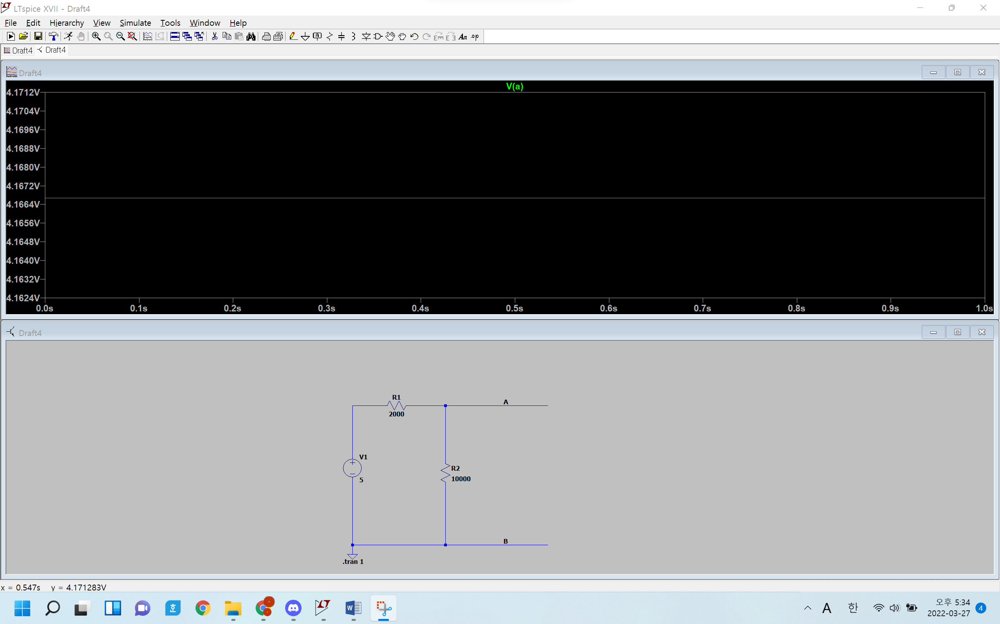 LTspice XVII - Draft4
File Edit Hierarchy View Simulate Tools Window Help
Draft4 Draft4
Draft4
V(a)
4.1712V
4.1704V
4.1696V
4.1688V
4.1680V
4.1672V
4.1664V
4.1656V
4.1648V
4.1640V
4.1632V
4.1624V
0.0s 0.1s 0.2s 0.3s 0.4s 0.5s 0.6s 0.7s 0.8s 0.9s 1.0s
Draft4
R1
2000
A
V1
5
R2
10000
B
.tran 1
x = 0.547s y = 4.171283V
A 한 오후 5:34
2022-03-27 4